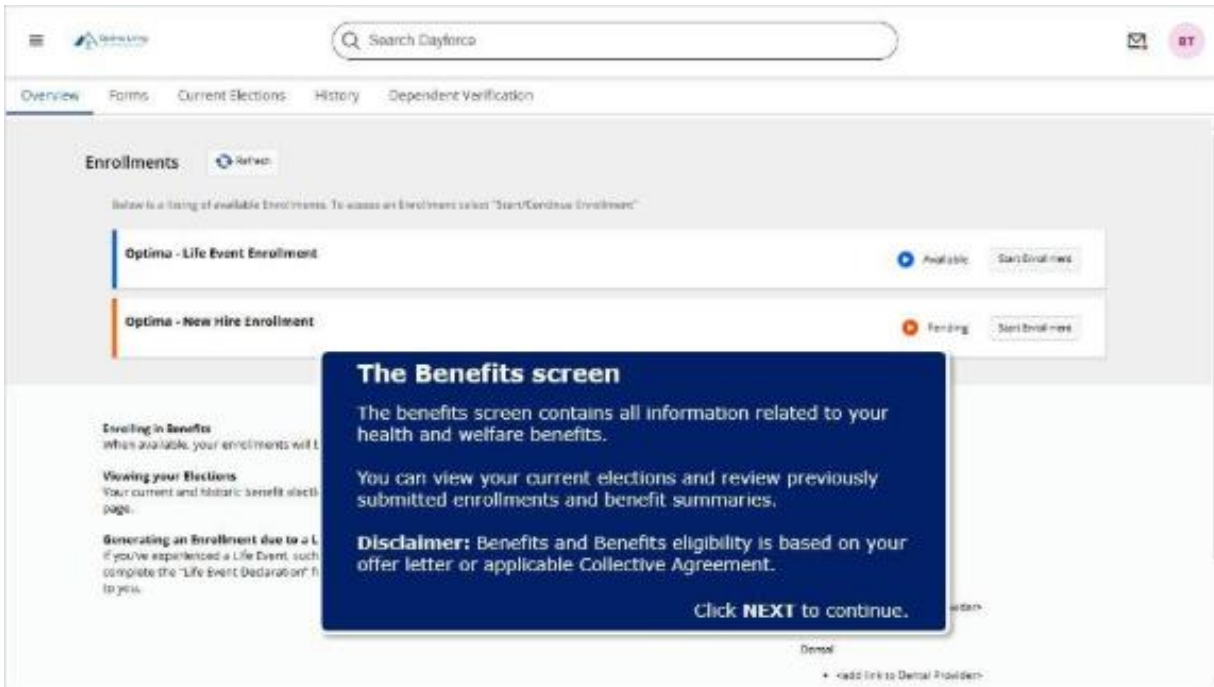 Search Dayforce
BT
Overview Forms Current Elections History Dependent Verification
Enrollments Refresh
Below is a listing of available Enrollments. To access an Enrollment select "Start/Continue Enrollment"
Optima - Life Event Enrollment
Available Start Enrollment
Optima - New Hire Enrollment
Pending Start Enrollment
The Benefits screen
The benefits screen contains all information related to your
health and welfare benefits.
You can view your current elections and review previously
submitted enrollments and benefit summaries.
Disclaimer: Benefits and Benefits eligibility is based on your
offer letter or applicable Collective Agreement.
Click NEXT to continue.
Enrolling in Benefits
When available, your enrollments will
Viewing your Elections
Your current and historic benefit
page.
Generating an Enrollment due to a L
If you've experienced a Life Event, such
complete the "Life Event Declaration" f
to you.
Dental
• <add link to Dental Provider>